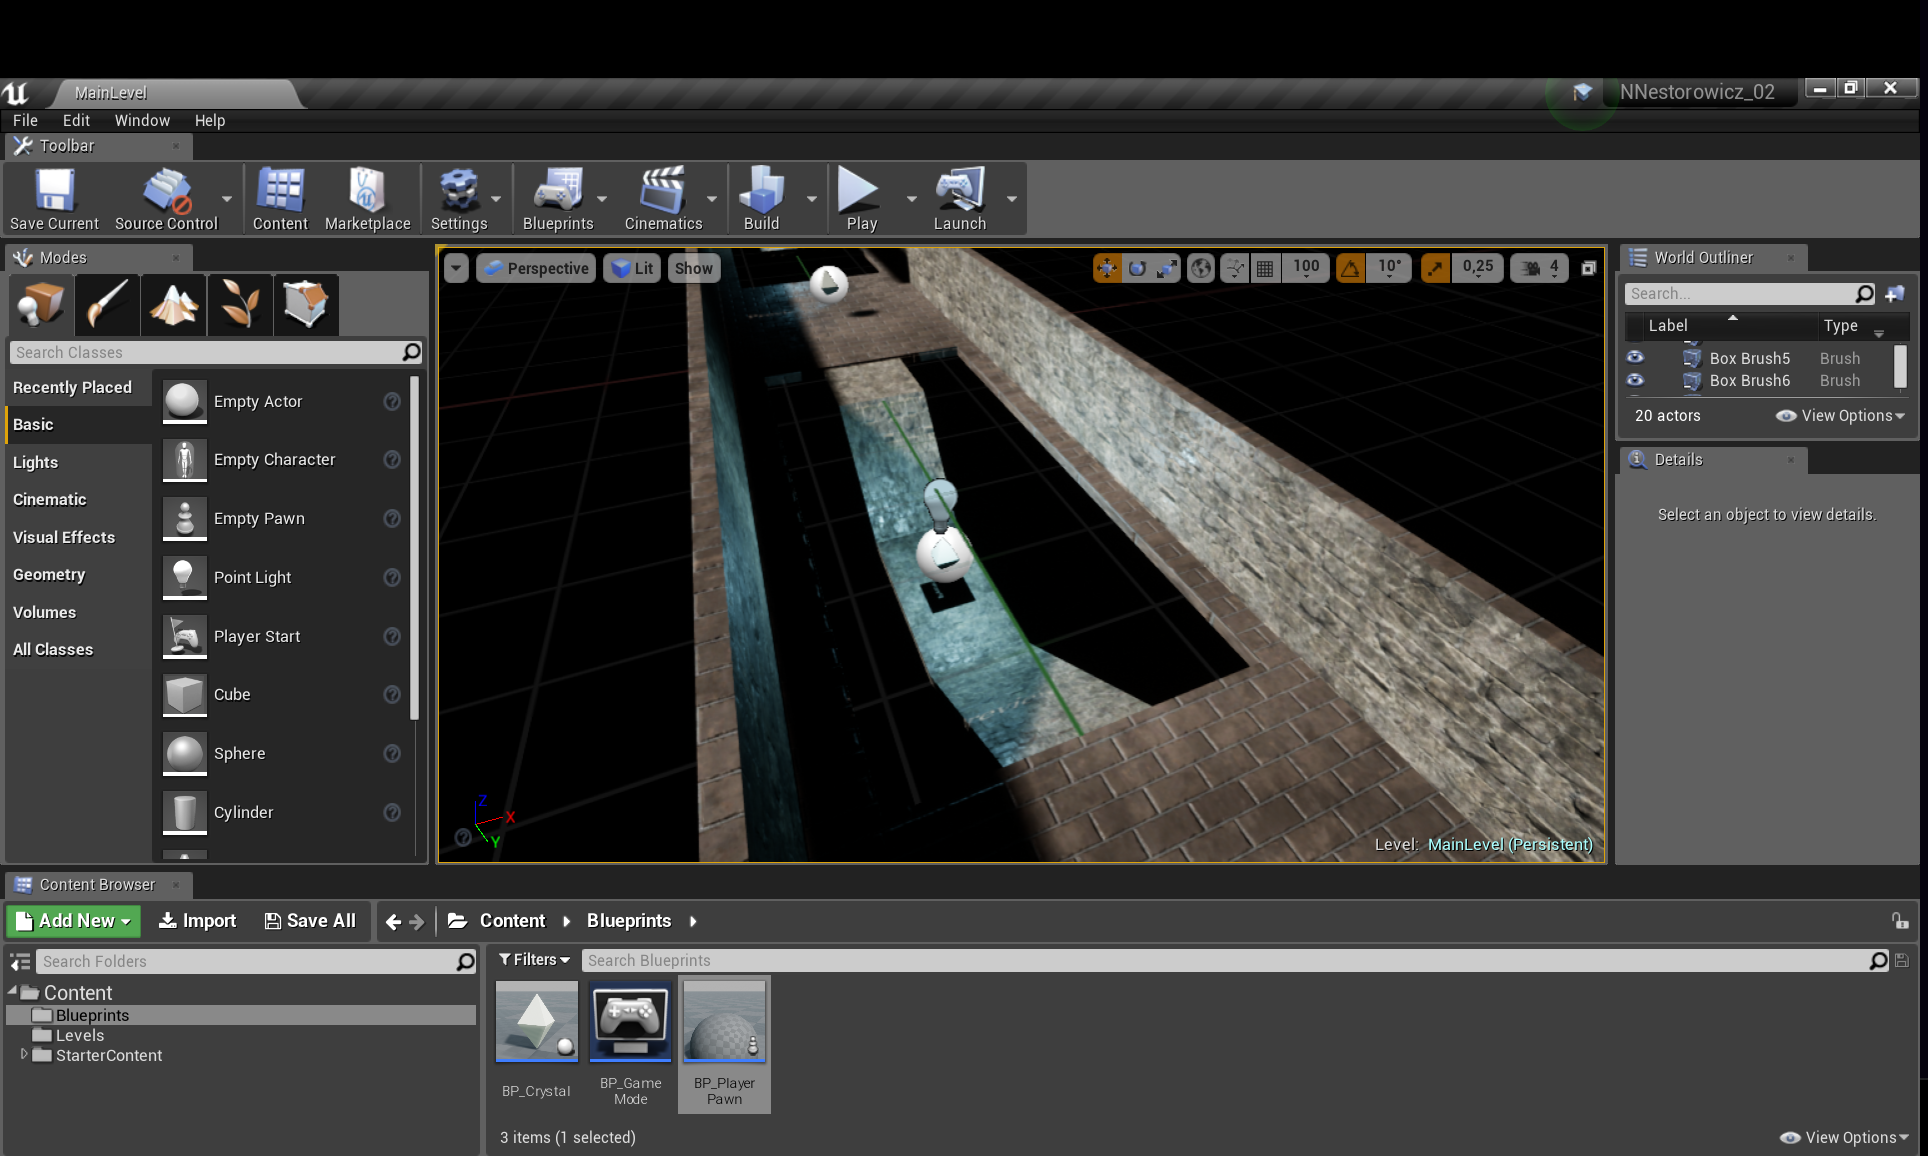 MainLevel
NNestorowicz_02
File Edit Window Help
Toolbar
Save Current Source Control Content Marketplace Settings Blueprints Cinematics Build Play Launch
Modes
Search Classes
Recently Placed
Basic
Lights
Cinematic
Visual Effects
Geometry
Volumes
All Classes
Empty Actor
Empty Character
Empty Pawn
Point Light
Player Start
Cube
Sphere
Cylinder
Perspective Lit Show 100 10° 0,25 4
X
Y
Z
Level: MainLevel (Persistent)
World Outliner
Search...
Label Type
Box Brush5 Brush
Box Brush6 Brush
20 actors View Options
Details
Select an object to view details.
Content Browser
Add New Import Save All Content Blueprints
Search Folders
Content
Blueprints
Levels
StarterContent
Filters Search Blueprints
BP_Crystal
BP_Game
Mode
BP_Player
Pawn
3 items (1 selected) View Options